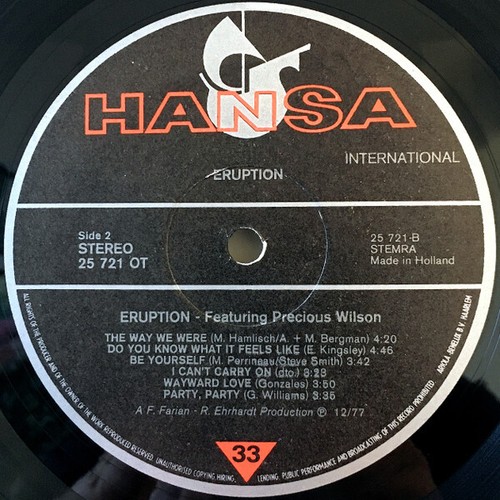 HANSA
INTERNATIONAL
ERUPTION
Side 2
STEREO
25 721 OT
25 721-B
STEMRA
Made in Holland
ERUPTION - Featuring Precious Wilson
THE WAY WE WERE (M. Hamlisch/A. + M. Bergman) 4:20
DO YOU KNOW WHAT IT FEELS LIKE (E. Kingsley) 4:46
BE YOURSELF (M. Perrineau/Steve Smith) 3:42
I CAN'T CARRY ON (dto.) 3:28
WAYWARD LOVE (Gonzales) 3:50
PARTY, PARTY (G. Williams) 3:35
A F. Farian - R. Ehrhardt Production ℗ 12/77
33
ALL RIGHTS OF THE PRODUCER AND OF THE OWNER OF THE WORK REPRODUCED RESERVED. UNAUTHORISED COPYING HIRING, LENDING, PUBLIC PERFORMANCE AND BROADCASTING OF THIS RECORD PROHIBITED.
ARIOLA-BENELUX B.V. HAARLEM